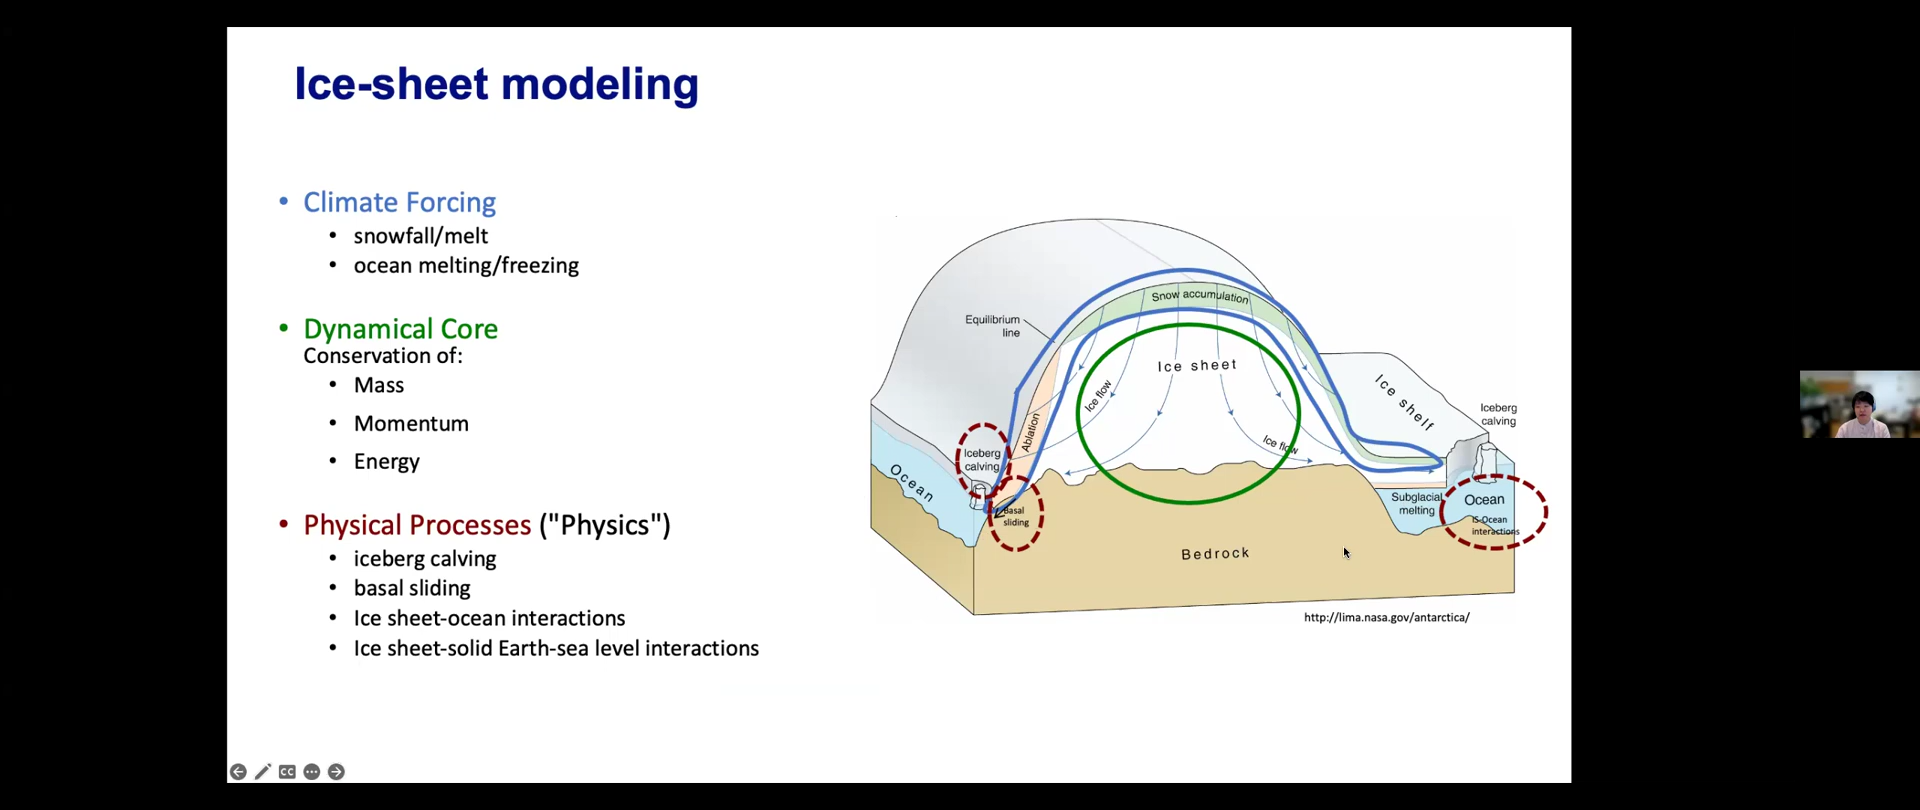 Ice-sheet modeling
• Climate Forcing
• snowfall/melt
• ocean melting/freezing
• Dynamical Core
Conservation of:
• Mass
• Momentum
• Energy
• Physical Processes ("Physics")
• iceberg calving
• basal sliding
• Ice sheet-ocean interactions
• Ice sheet-solid Earth-sea level interactions
Snow accumulation
Equilibrium
line
Ice sheet
Ice flow
Ablation
Ice flow
Ice shelf
Iceberg
calving
Iceberg
calving
Ocean
Basal
sliding
Subglacial
melting
Ocean
IS-Ocean
interactions
Bedrock
http://lima.nasa.gov/antarctica/
CC